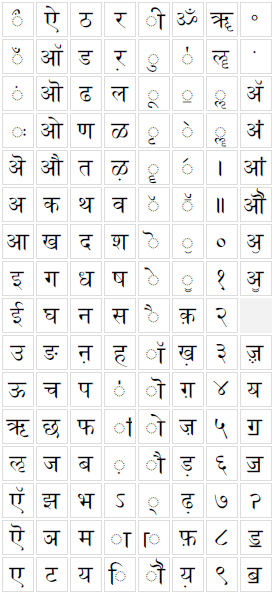 ◌ऀ ऐ ठ र ◌ी ॐ ॠ ॰
◌ँ ऑ ड ऱ ◌ु ◌॑ ॡ ॱ
◌ं ऒ ढ ल ◌ू ◌॒ ◌ॢ ॲ
◌ः ओ ण ळ ◌ृ ◌॓ ◌ॣ ॳ
ऄ औ त ऴ ◌ॄ ◌॔ । ॴ
अ क थ व ◌ॅ ◌ॕ ॥ ॵ
आ ख द श ◌ॆ ◌ॖ ० ॶ
इ ग ध ष ◌े ◌ॗ १ ॷ
ई घ न स ◌ै क़ २
उ ङ ऩ ह ◌ॉ ख़ ३ ॹ
ऊ च प ◌ऺ ◌ॊ ग़ ४ ॺ
ऋ छ फ ◌ऻ ◌ो ज़ ५ ॻ
ऌ ज ब ◌़ ◌ौ ड़ ६ ॼ
ऍ झ भ ऽ ◌् ढ़ ७ ॽ
ऎ ञ म ◌ा ◌ॎ फ़ ८ ॾ
ए ट य ◌ि ◌ॏ य़ ९ ॿ